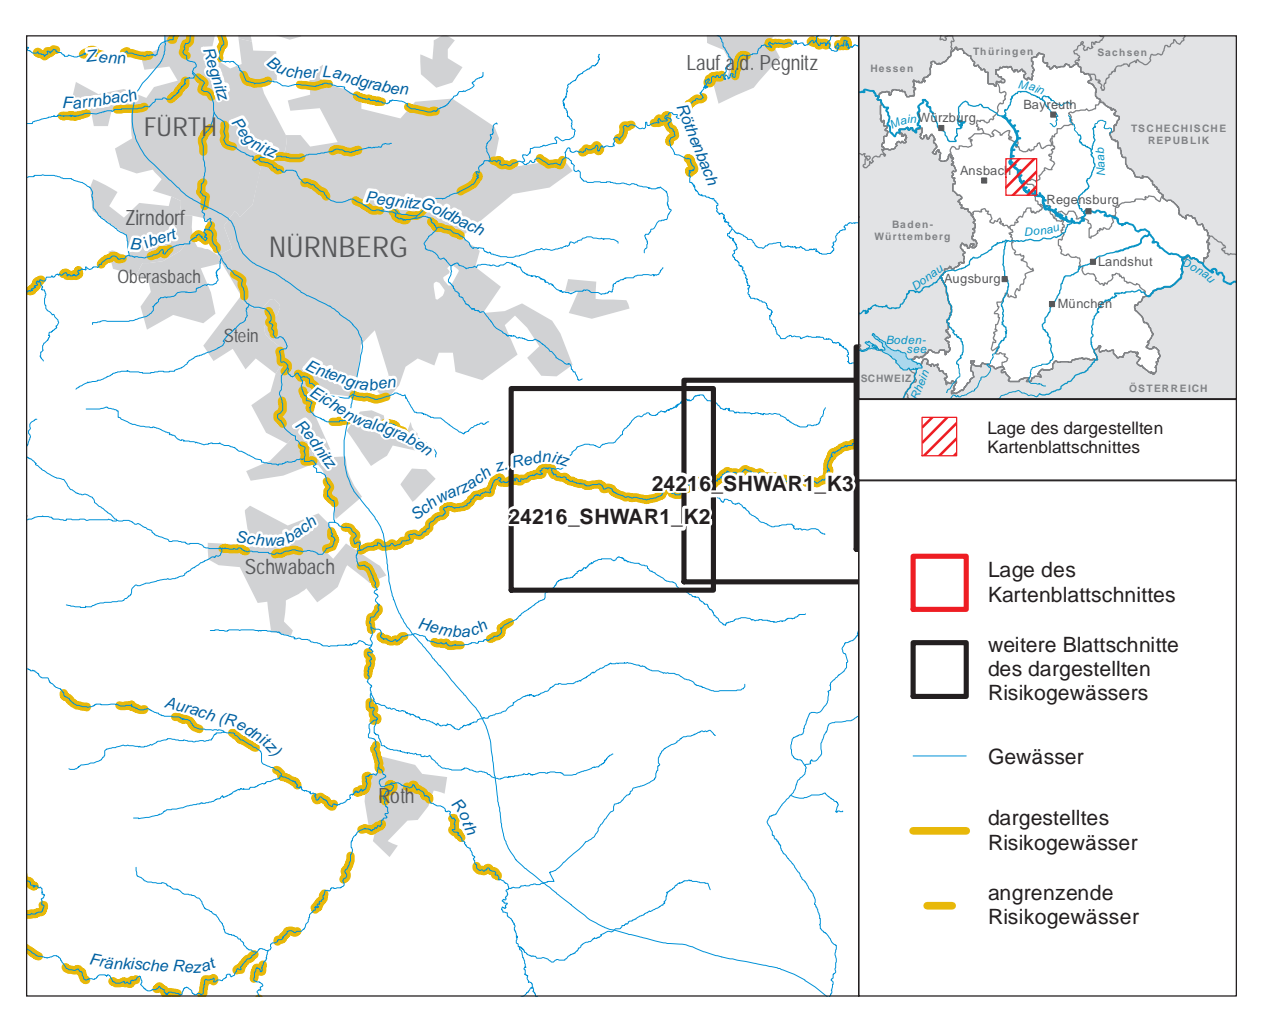 Zenn
Regnitz
Bucher Landgraben
Lauf a.d. Pegnitz
Farrnbach
FÜRTH
Pegnitz
Röthenbach
Pegnitz
Goldbach
Zirndorf
Bibert
NÜRNBERG
Oberasbach
Stein
Entengraben
Eichenwaldgraben
Rednitz
Schwarzach z. Rednitz
24216_SHWAR1_K3
24216_SHWAR1_K2
Schwabach
Schwabach
Hembach
Aurach (Rednitz)
Roth
Roth
Fränkische Rezat
Thüringen
Sachsen
Hessen
Main
Bayreuth
Main
Würzburg
TSCHECHISCHE
REPUBLIK
Naab
Ansbach
Regensburg
Baden-
Württemberg
Donau
Donau
Landshut
Donau
Augsburg
München
Boden-
see
SCHWEIZ
Rhein
ÖSTERREICH
Lage des dargestellten
Kartenblattschnittes
Lage des
Kartenblattschnittes
weitere Blattschnitte
des dargestellten
Risikogewässers
Gewässer
dargestelltes
Risikogewässer
angrenzende
Risikogewässer